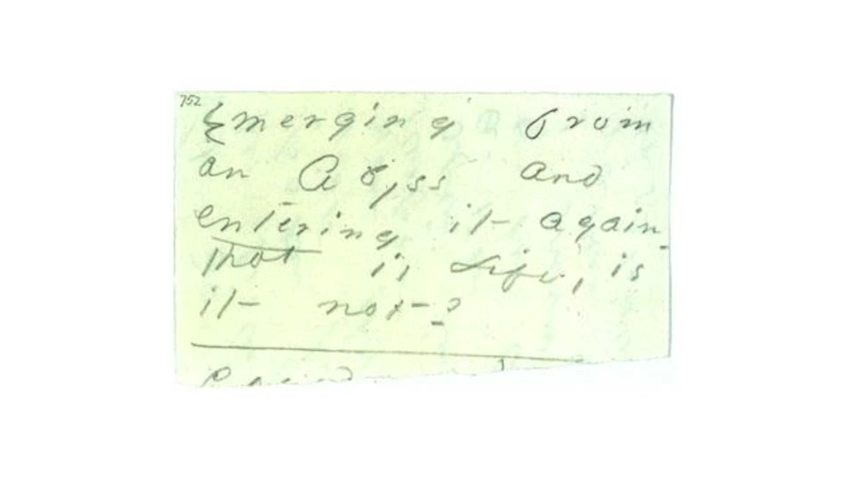 752
Emerging from
an Abyss and
entering it again -
that is Life, is
it not-?